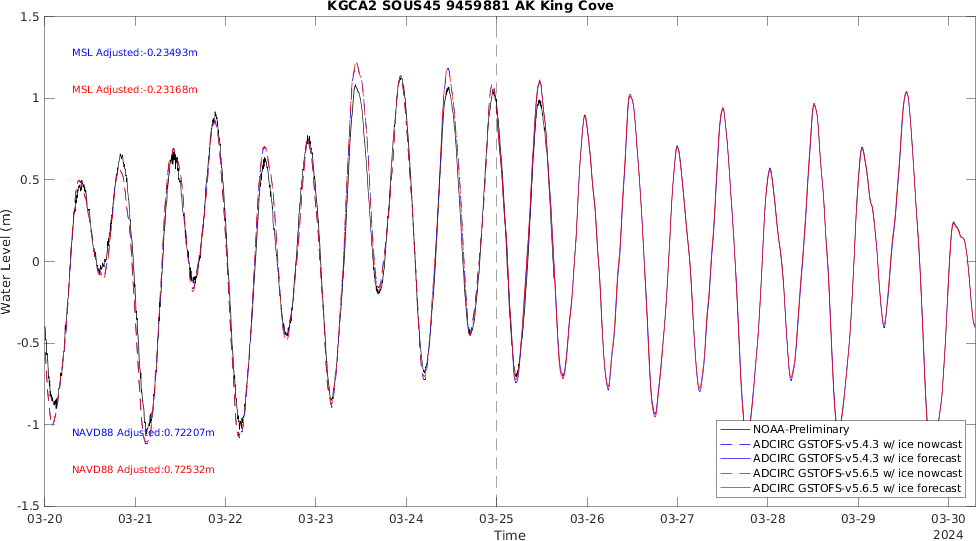 KGCA2 SOUS45 9459881 AK King Cove
1.5
1
0.5
0
-0.5
-1
-1.5
Water Level (m)
MSL Adjusted:-0.23493m
MSL Adjusted:-0.23168m
NAVD88 Adjusted:0.72207m
NAVD88 Adjusted:0.72532m
NOAA-Preliminary
ADCIRC GSTOFS-v5.4.3 w/ ice nowcast
ADCIRC GSTOFS-v5.4.3 w/ ice forecast
ADCIRC GSTOFS-v5.6.5 w/ ice nowcast
ADCIRC GSTOFS-v5.6.5 w/ ice forecast
03-20 03-21 03-22 03-23 03-24 03-25 03-26 03-27 03-28 03-29 03-30
2024
Time